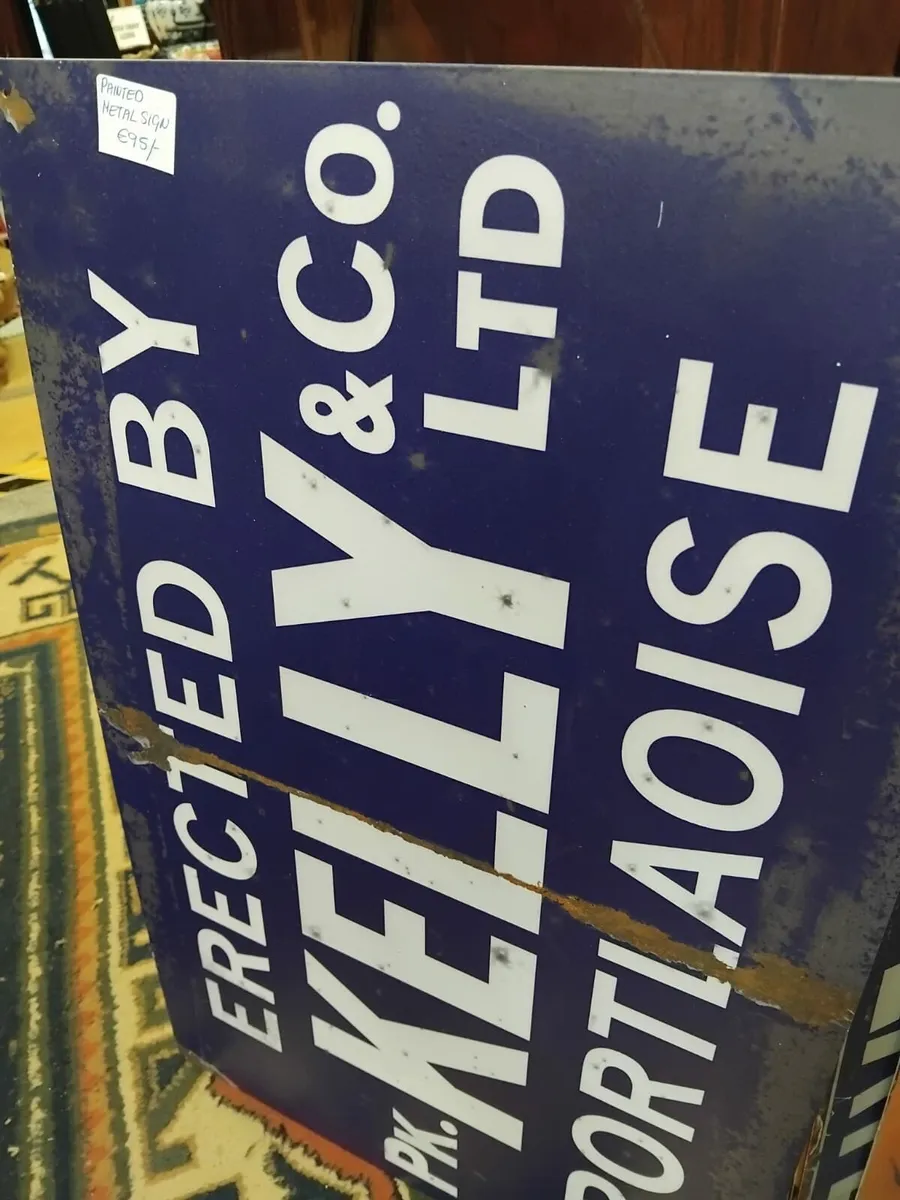 PAINTED
METAL SIGN
€95/-
ERECTED BY
PK. KELLY & CO.
LTD
PORTLAOISE